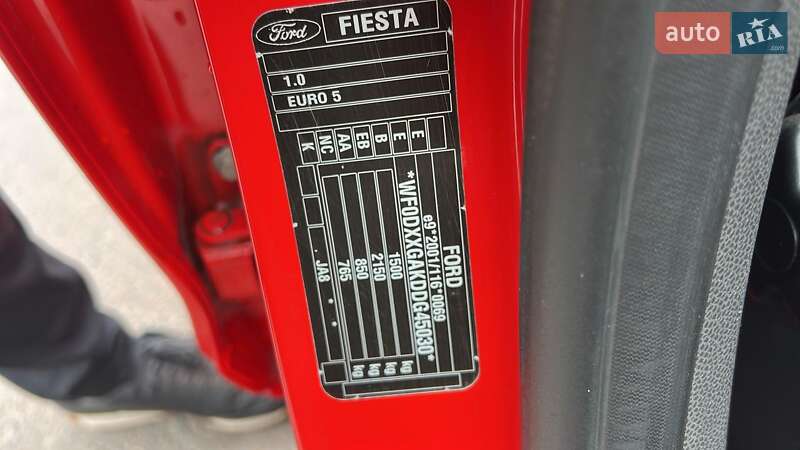 Ford
FIESTA
1.0
EURO 5
K
NC
AA
EB
B
F
E
FORD
e9*2001/116*0069
*WF0DXXGAKDDG45030*
1500 kg
2150 kg
850 kg
765 kg
JA8
auto RIA.com